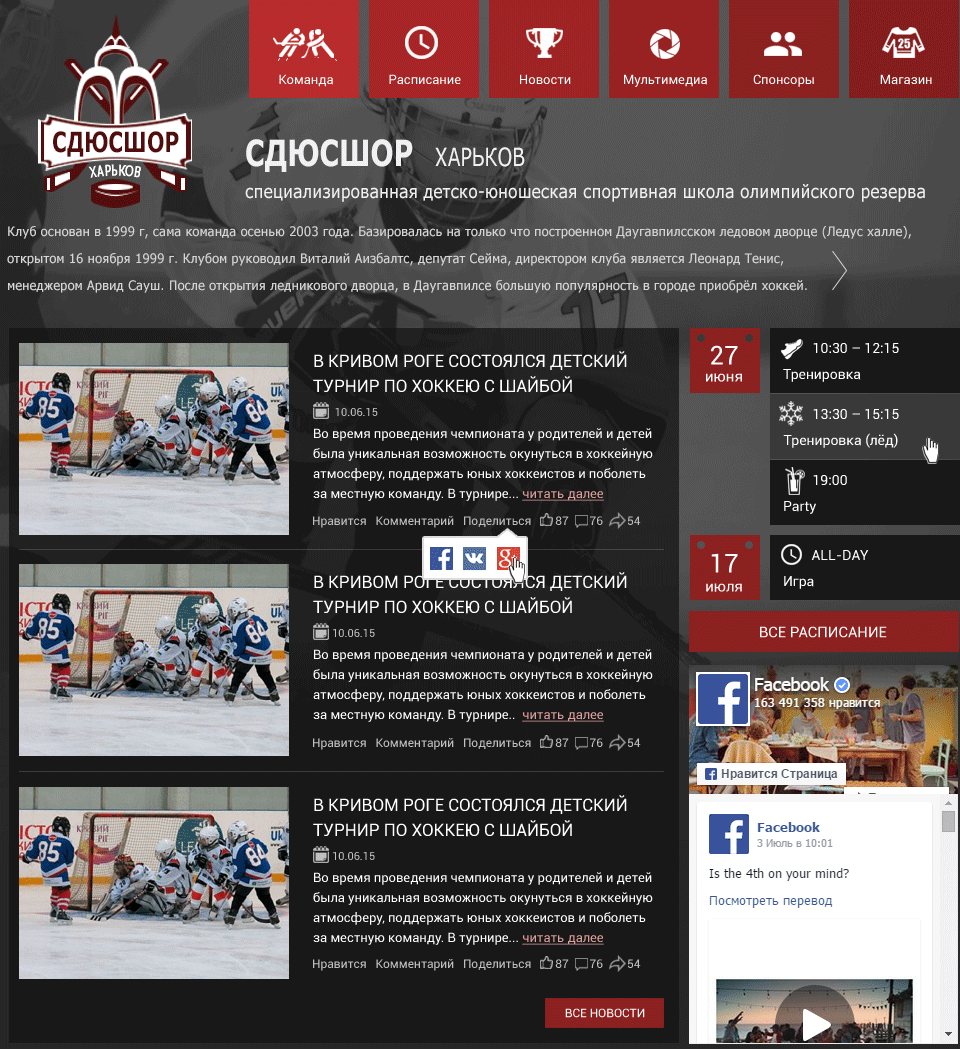 СДЮСШОР
ХАРЬКОВ
Команда
Расписание
Новости
Мультимедиа
Спонсоры
25
Магазин
СДЮСШОР ХАРЬКОВ
специализированная детско-юношеская спортивная школа олимпийского резерва
Клуб основан в 1999 г, сама команда осенью 2003 года. Базировалась на только что построенном Даугавпилсском ледовом дворце (Ледус халле),
открытом 16 ноября 1999 г. Клубом руководил Виталий Аизбалтс, депутат Сейма, директором клуба является Леонард Тенис,
менеджером Арвид Сауш. После открытия ледникового дворца, в Даугавпилсе большую популярность в городе приобрёл хоккей.
17
85
84
В КРИВОМ РОГЕ СОСТОЯЛСЯ ДЕТСКИЙ
ТУРНИР ПО ХОККЕЮ С ШАЙБОЙ
10.06.15
Во время проведения чемпионата у родителей и детей
была уникальная возможность окунуться в хоккейную
атмосферу, поддержать юных хоккеистов и поболеть
за местную команду. В турнире... читать далее
Нравится Комментарий Поделиться 87 76 54
85
84
В КРИВОМ РОГЕ СОСТОЯЛСЯ ДЕТСКИЙ
ТУРНИР ПО ХОККЕЮ С ШАЙБОЙ
10.06.15
Во время проведения чемпионата у родителей и детей
была уникальная возможность окунуться в хоккейную
атмосферу, поддержать юных хоккеистов и поболеть
за местную команду. В турнире.. читать далее
Нравится Комментарий Поделиться 87 76 54
85
84
В КРИВОМ РОГЕ СОСТОЯЛСЯ ДЕТСКИЙ
ТУРНИР ПО ХОККЕЮ С ШАЙБОЙ
10.06.15
Во время проведения чемпионата у родителей и детей
была уникальная возможность окунуться в хоккейную
атмосферу, поддержать юных хоккеистов и поболеть
за местную команду. В турнире... читать далее
Нравится Комментарий Поделиться 87 76 54
ВСЕ НОВОСТИ
27
июня
10:30 – 12:15
Тренировка
13:30 – 15:15
Тренировка (лёд)
19:00
Party
17
июля
ALL-DAY
Игра
ВСЕ РАСПИСАНИЕ
Facebook
163 491 358 нравится
Нравится Страница
Facebook
3 Июль в 10:01
Is the 4th on your mind?
Посмотреть перевод